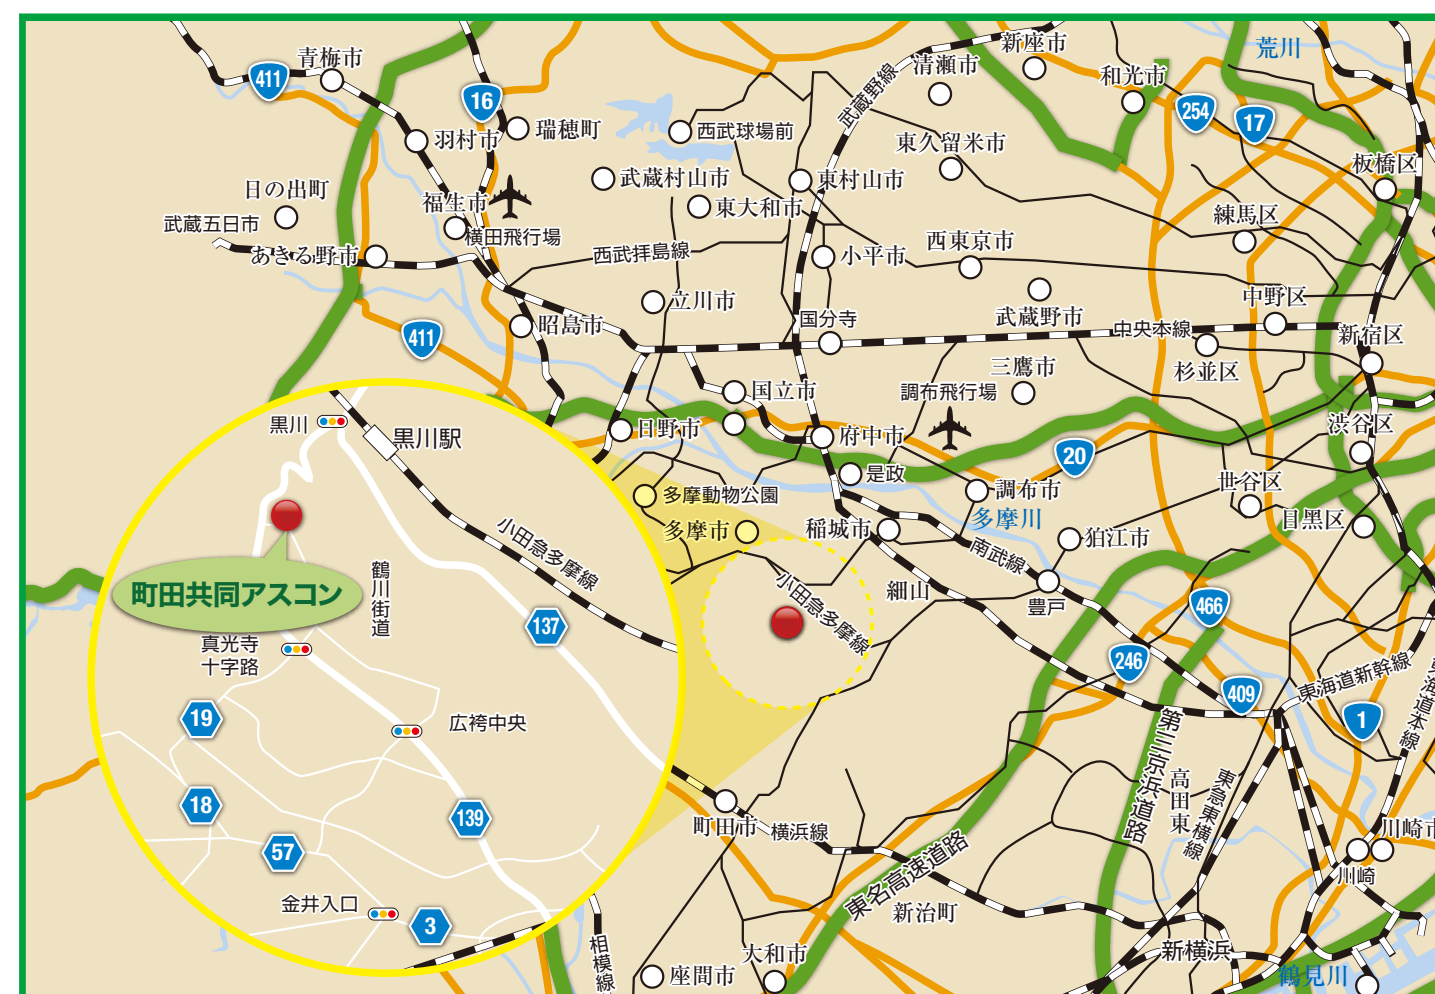 青梅市
411
16
瑞穂町
羽村市
日の出町
武蔵五日市
あきる野市
福生市
横田飛行場
西武球場前
武蔵村山市
東大和市
東村山市
武蔵野線
清瀬市
新座市
和光市
荒川
254
17
板橋区
東久留米市
練馬区
西武拝島線
小平市
西東京市
立川市
昭島市
411
国分寺
武蔵野市
中央本線
中野区
新宿区
杉並区
三鷹市
調布飛行場
国立市
日野市
府中市
20
渋谷区
是政
多摩動物公園
多摩市
稲城市
調布市
多摩川
世谷区
目黒区
狛江市
南武線
細山
豊戸
小田急多摩線
466
246
409
東海道新幹線
東海道本線
1
第三京浜道路
高田東
東急東横線
川崎市
川崎
町田市
横浜線
東名高速道路
新治町
新横浜
鶴見川
大和市
座間市
相模線
黒川
黒川駅
小田急多摩線
町田共同アスコン
鶴川街道
137
真光寺
十字路
19
広袴中央
18
139
57
金井入口
3